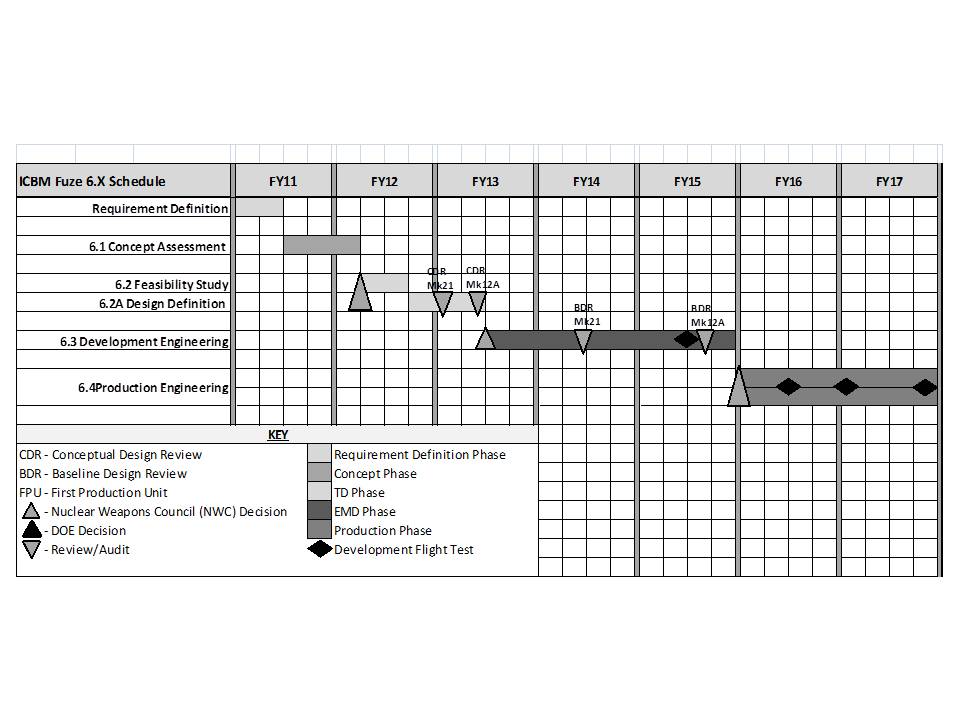 ICBM Fuze 6.X Schedule FY11 FY12 FY13 FY14 FY15 FY16 FY17
Requirement Definition
6.1 Concept Assessment
6.2 Feasibility Study
CDR
Mk21
CDR
Mk12A
6.2A Design Definition
BDR
Mk21
BDR
Mk12A
6.3 Development Engineering
6.4Production Engineering
KEY
CDR - Conceptual Design Review
BDR - Baseline Design Review
FPU - First Production Unit
- Nuclear Weapons Council (NWC) Decision
- DOE Decision
- Review/Audit
Requirement Definition Phase
Concept Phase
TD Phase
EMD Phase
Production Phase
Development Flight Test